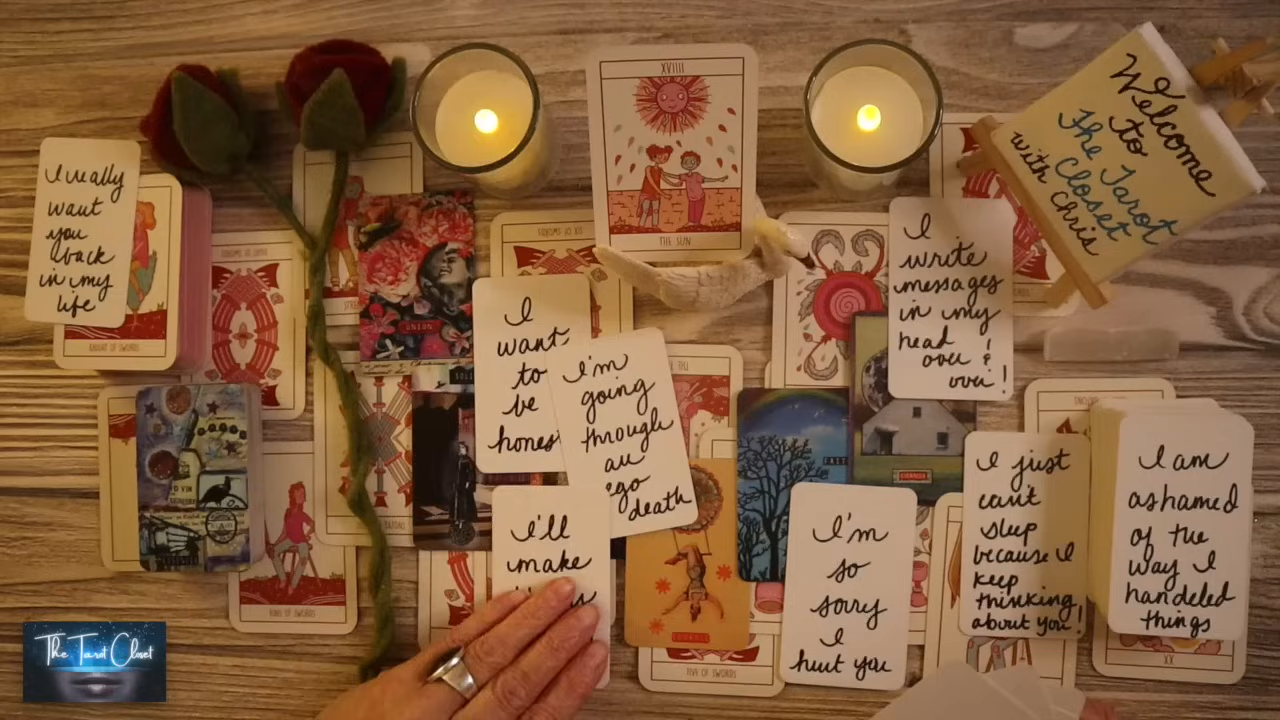 XVIIII
THE SUN
Welcome
to
The Tarot
Closet
with Chris
I really
want
you
back
in my
life
KNIGHT OF SWORDS
UNION
I
want
to
be
I'm
going
through
an
ego
death
I
write
messages
in my
head
over &
over!
I'll
make
I'm
so
sorry
I
hurt you
I just
can't
sleep
because I
keep
thinking
about you!
I am
ashamed
of the
way I
handeled
things
KING OF SWORDS
FIVE OF SWORDS
XX
The Tarot Closet